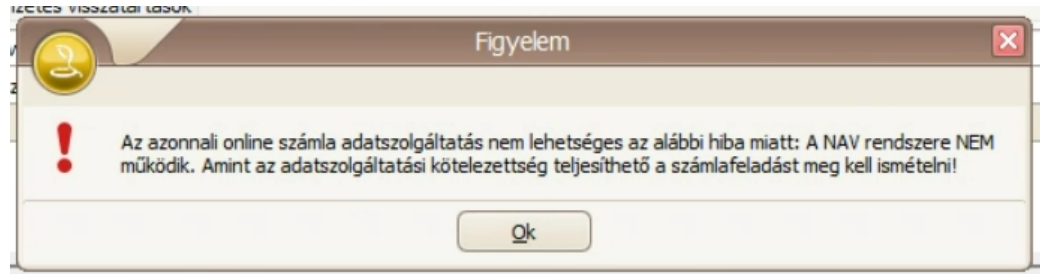 visszatartások
Figyelem
Az azonnali online számla adatszolgáltatás nem lehetséges az alábbi hiba miatt: A NAV rendszere NEM
működik. Amint az adatszolgáltatási kötelezettség teljesíthető a számlafeladást meg kell ismételni!
Ok